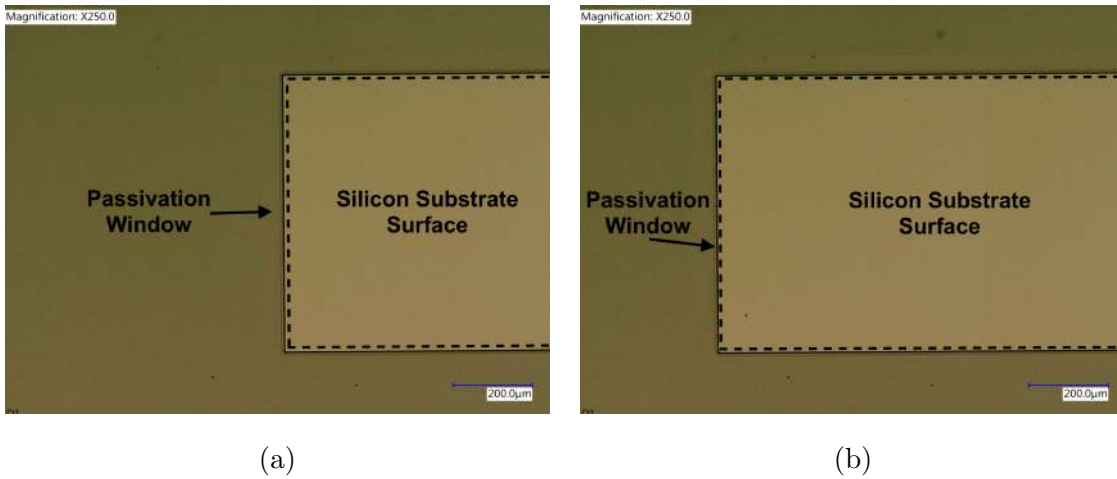 Magnification: X250.0
Passivation
Window
Silicon Substrate
Surface
200.0μm
(a)
Magnification: X250.0
Passivation
Window
Silicon Substrate
Surface
200.0μm
(b)